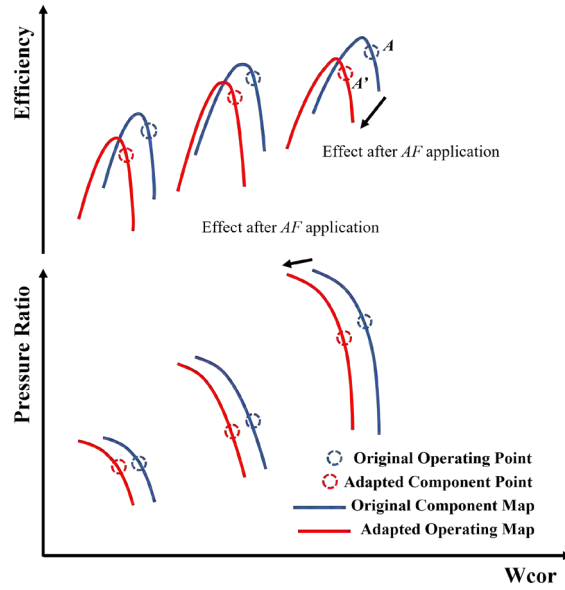 Efficiency
A
A'
Effect after AF application
Effect after AF application
Pressure Ratio
Original Operating Point
Adapted Component Point
Original Component Map
Adapted Operating Map
Wcor